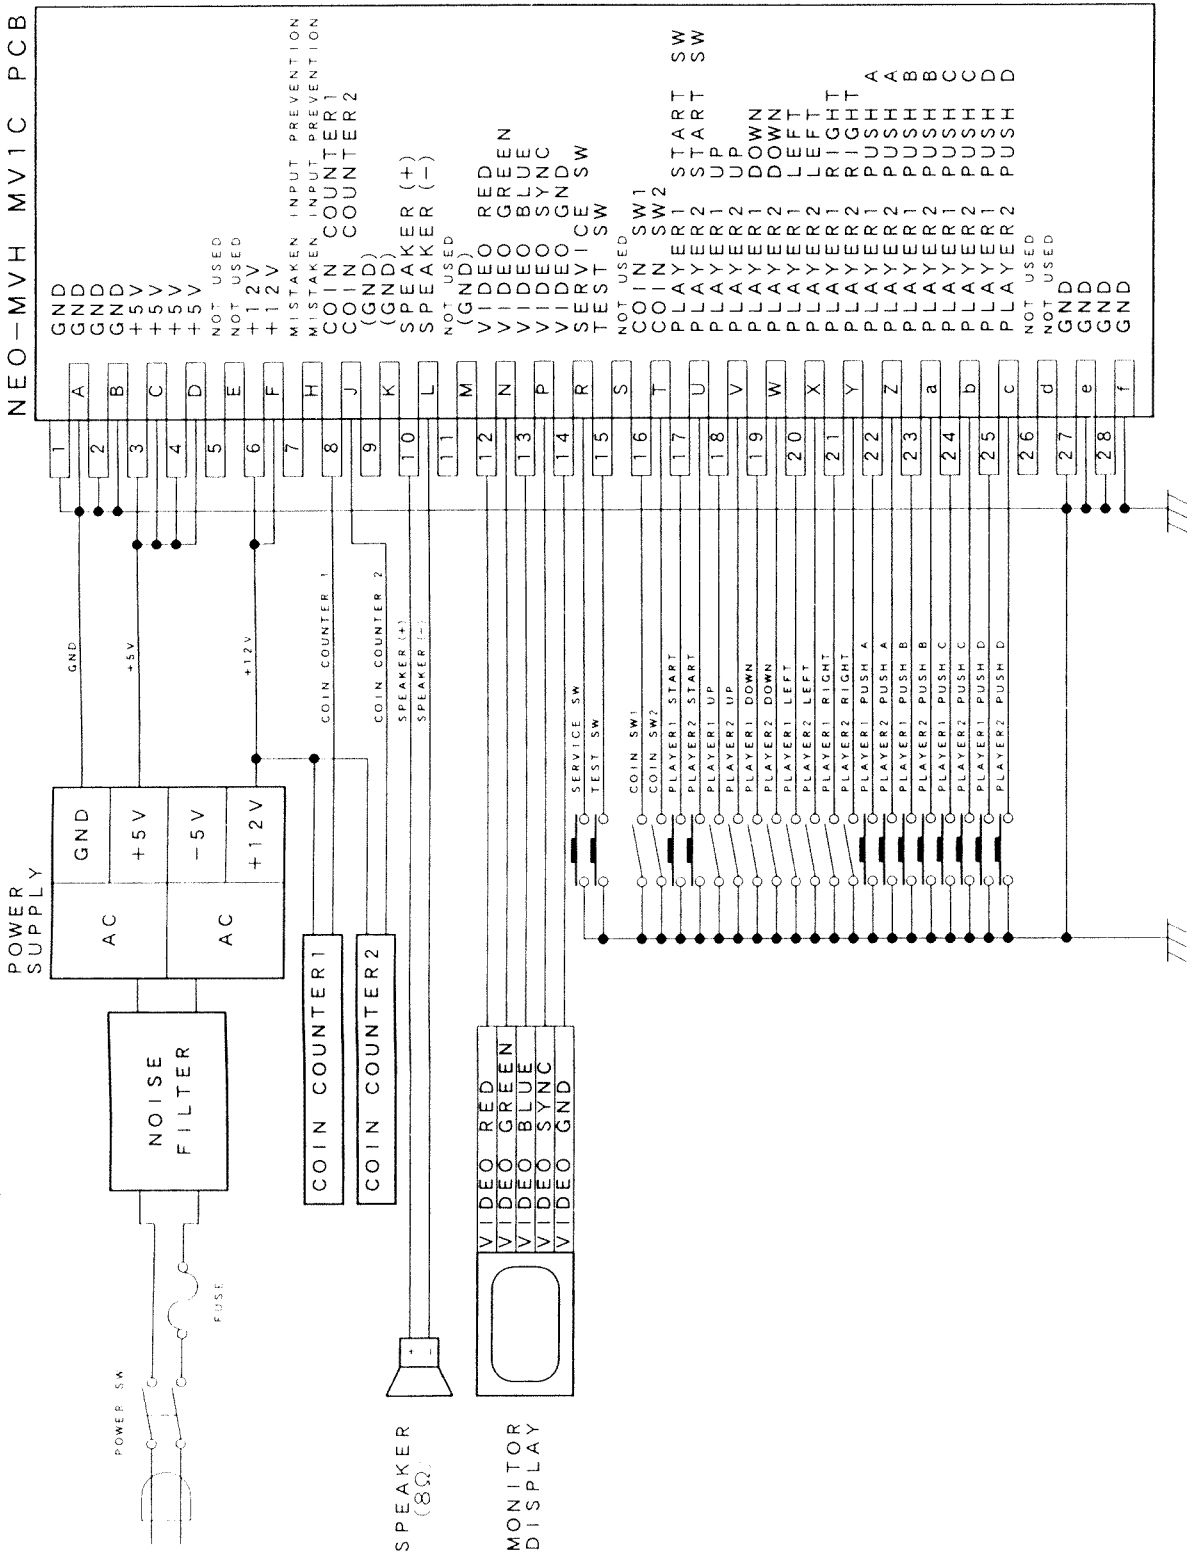 NEO-MVH MV1C PCB
1 GND
A GND
2 GND
B GND
3 +5V
C +5V
4 +5V
D +5V
5 NOT USED
E NOT USED
6 +12V
F +12V
7 MISTAKEN INPUT PREVENTION
H MISTAKEN INPUT PREVENTION
8 COIN COUNTER1
J COIN COUNTER2
9 (GND)
K (GND)
10 SPEAKER (+)
L SPEAKER (-)
11 NOT USED
M (GND)
12 VIDEO RED
N VIDEO GREEN
13 VIDEO BLUE
P VIDEO SYNC
14 VIDEO GND
R SERVICE SW
15 TEST SW
S NOT USED
16 COIN SW1
T COIN SW2
17 PLAYER1 START SW
U PLAYER2 START SW
18 PLAYER1 UP
V PLAYER2 UP
19 PLAYER1 DOWN
W PLAYER2 DOWN
20 PLAYER1 LEFT
X PLAYER2 LEFT
21 PLAYER1 RIGHT
Y PLAYER2 RIGHT
22 PLAYER1 PUSH A
Z PLAYER2 PUSH A
23 PLAYER1 PUSH B
a PLAYER2 PUSH B
24 PLAYER1 PUSH C
b PLAYER2 PUSH C
25 PLAYER1 PUSH D
c PLAYER2 PUSH D
26 NOT USED
d NOT USED
27 GND
e GND
28 GND
f GND
GND
+5V
+12V
COIN COUNTER 1
COIN COUNTER 2
SPEAKER (+)
SPEAKER (-)
SERVICE SW
TEST SW
COIN SW1
COIN SW2
PLAYER1 START
PLAYER2 START
PLAYER1 UP
PLAYER2 UP
PLAYER1 DOWN
PLAYER2 DOWN
PLAYER1 LEFT
PLAYER2 LEFT
PLAYER1 RIGHT
PLAYER2 RIGHT
PLAYER1 PUSH A
PLAYER2 PUSH A
PLAYER1 PUSH B
PLAYER2 PUSH B
PLAYER1 PUSH C
PLAYER2 PUSH C
PLAYER1 PUSH D
PLAYER2 PUSH D
POWER
SUPPLY
AC
AC
GND
+5V
-5V
+12V
NOISE
FILTER
COIN COUNTER1
COIN COUNTER2
FUSE
POWER SW
+
-
SPEAKER
(8Ω)
VIDEO RED
VIDEO GREEN
VIDEO BLUE
VIDEO SYNC
VIDEO GND
MONITOR
DISPLAY